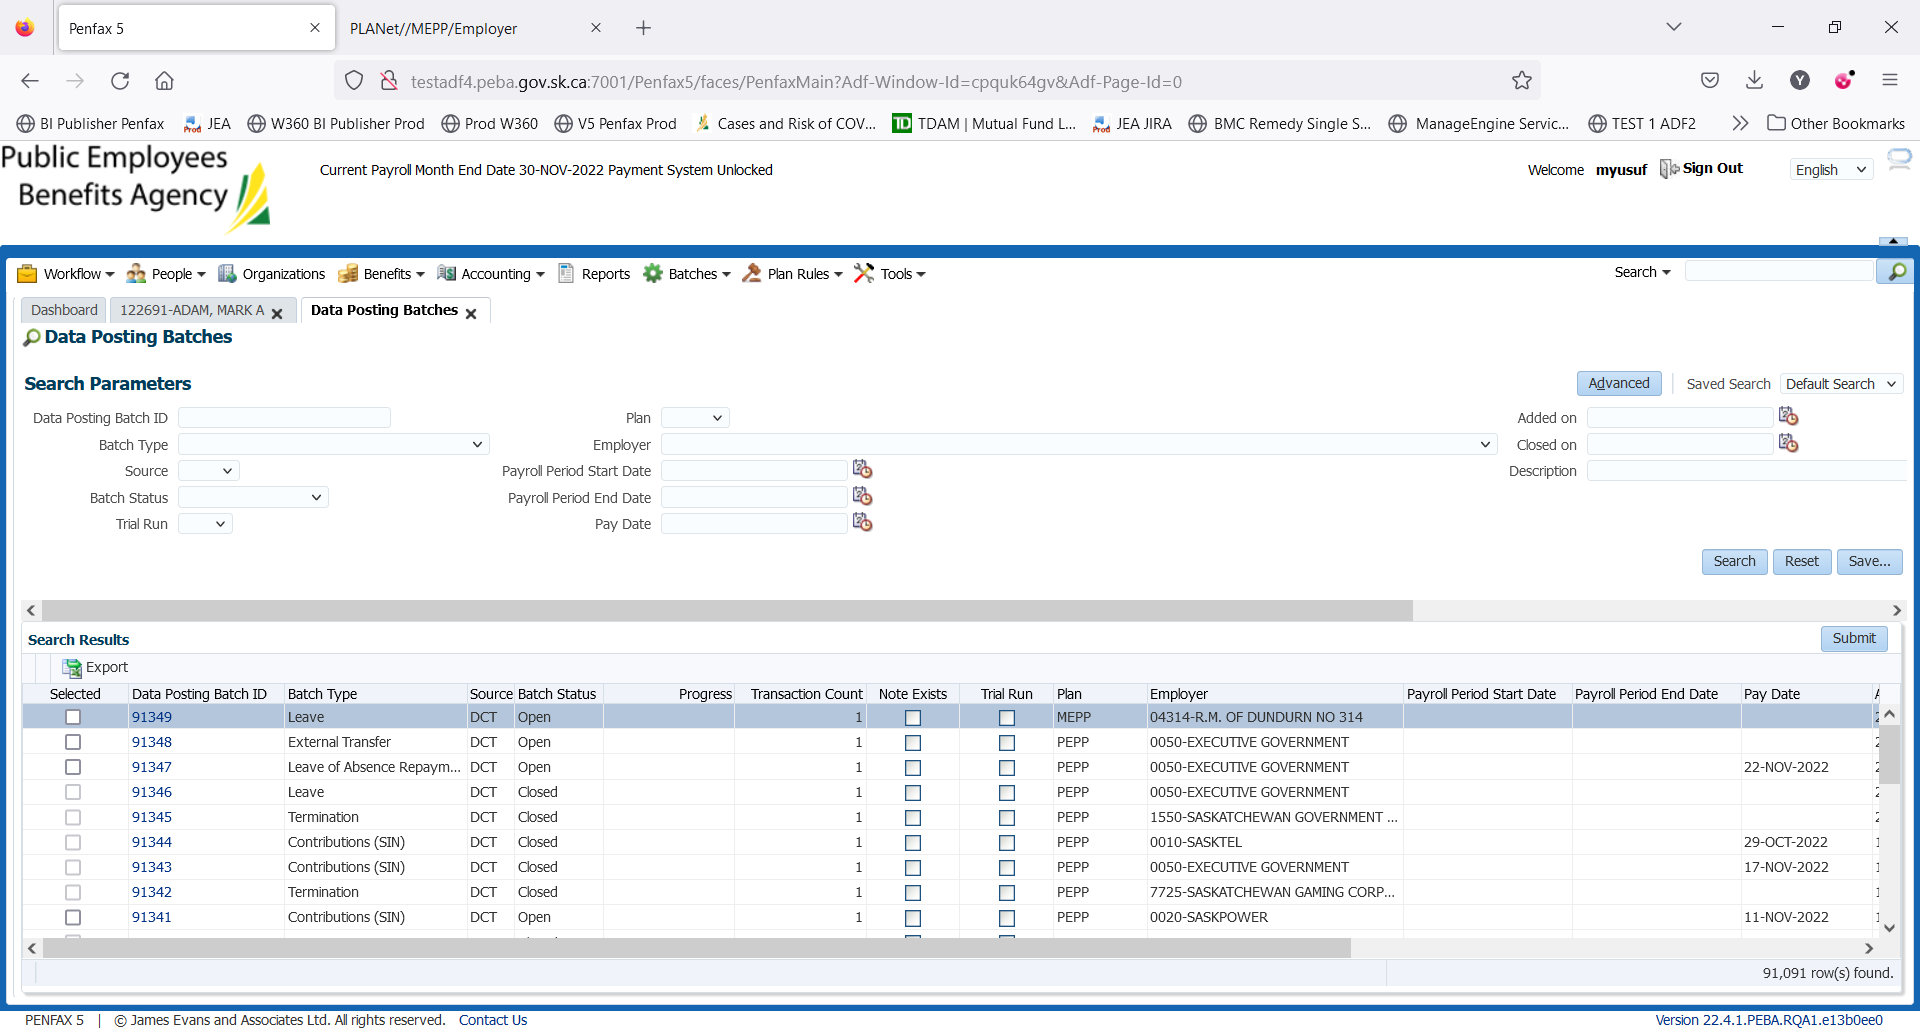 Penfax 5
PLANet//MEPP/Employer
testadf4.peba.gov.sk.ca:7001/Penfax5/faces/PenfaxMain?Adf-Window-Id=cpquk64gv&Adf-Page-Id=0
Y
BI Publisher Penfax JEA W360 BI Publisher Prod Prod W360 V5 Penfax Prod Cases and Risk of COV... TD TDAM | Mutual Fund L... JEA JIRA BMC Remedy Single S... ManageEngine Servic... TEST 1 ADF2 Other Bookmarks
Public Employees
Benefits Agency
Current Payroll Month End Date 30-NOV-2022 Payment System Unlocked
Welcome myusuf Sign Out English
Workflow People Organizations Benefits Accounting Reports Batches Plan Rules Tools Search
Dashboard 122691-ADAM, MARK A Data Posting Batches
Data Posting Batches
Search Parameters
Advanced Saved Search Default Search
Data Posting Batch ID Plan Added on
Batch Type Employer Closed on
Source Payroll Period Start Date Description
Batch Status Payroll Period End Date
Trial Run Pay Date
Search Reset Save...
Search Results Submit
Export
Selected Data Posting Batch ID Batch Type Source Batch Status Progress Transaction Count Note Exists Trial Run Plan Employer Payroll Period Start Date Payroll Period End Date Pay Date
91349 Leave DCT Open 1 MEPP 04314-R.M. OF DUNDURN NO 314
91348 External Transfer DCT Open 1 PEPP 0050-EXECUTIVE GOVERNMENT
91347 Leave of Absence Repaym... DCT Open 1 PEPP 0050-EXECUTIVE GOVERNMENT 22-NOV-2022
91346 Leave DCT Closed 1 PEPP 0050-EXECUTIVE GOVERNMENT
91345 Termination DCT Closed 1 PEPP 1550-SASKATCHEWAN GOVERNMENT ...
91344 Contributions (SIN) DCT Closed 1 PEPP 0010-SASKTEL 29-OCT-2022
91343 Contributions (SIN) DCT Closed 1 PEPP 0050-EXECUTIVE GOVERNMENT 17-NOV-2022
91342 Termination DCT Closed 1 PEPP 7725-SASKATCHEWAN GAMING CORP...
91341 Contributions (SIN) DCT Open 1 PEPP 0020-SASKPOWER 11-NOV-2022
91,091 row(s) found.
PENFAX 5 | © James Evans and Associates Ltd. All rights reserved. Contact Us Version 22.4.1.PEBA.RQA1.e13b0ee0